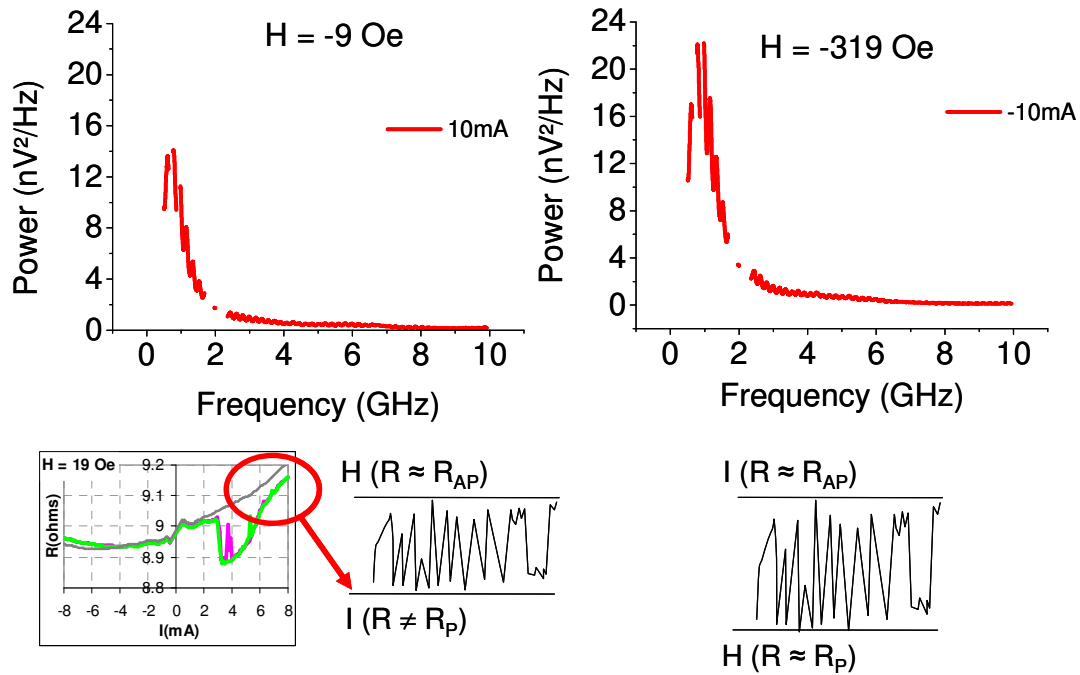 H = -9 Oe
10mA
Power (nV²/Hz)
24
20
16
12
8
4
0
0 2 4 6 8 10
Frequency (GHz)
H = -319 Oe
-10mA
Power (nV²/Hz)
24
20
16
12
8
4
0
0 2 4 6 8 10
Frequency (GHz)
H = 19 Oe
R(ohms)
9.2
9.1
9
8.9
8.8
-8 -6 -4 -2 0 2 4 6 8
I(mA)
H (R ≈ R_AP)
I (R ≠ R_P)
I (R ≈ R_AP)
H (R ≈ R_P)